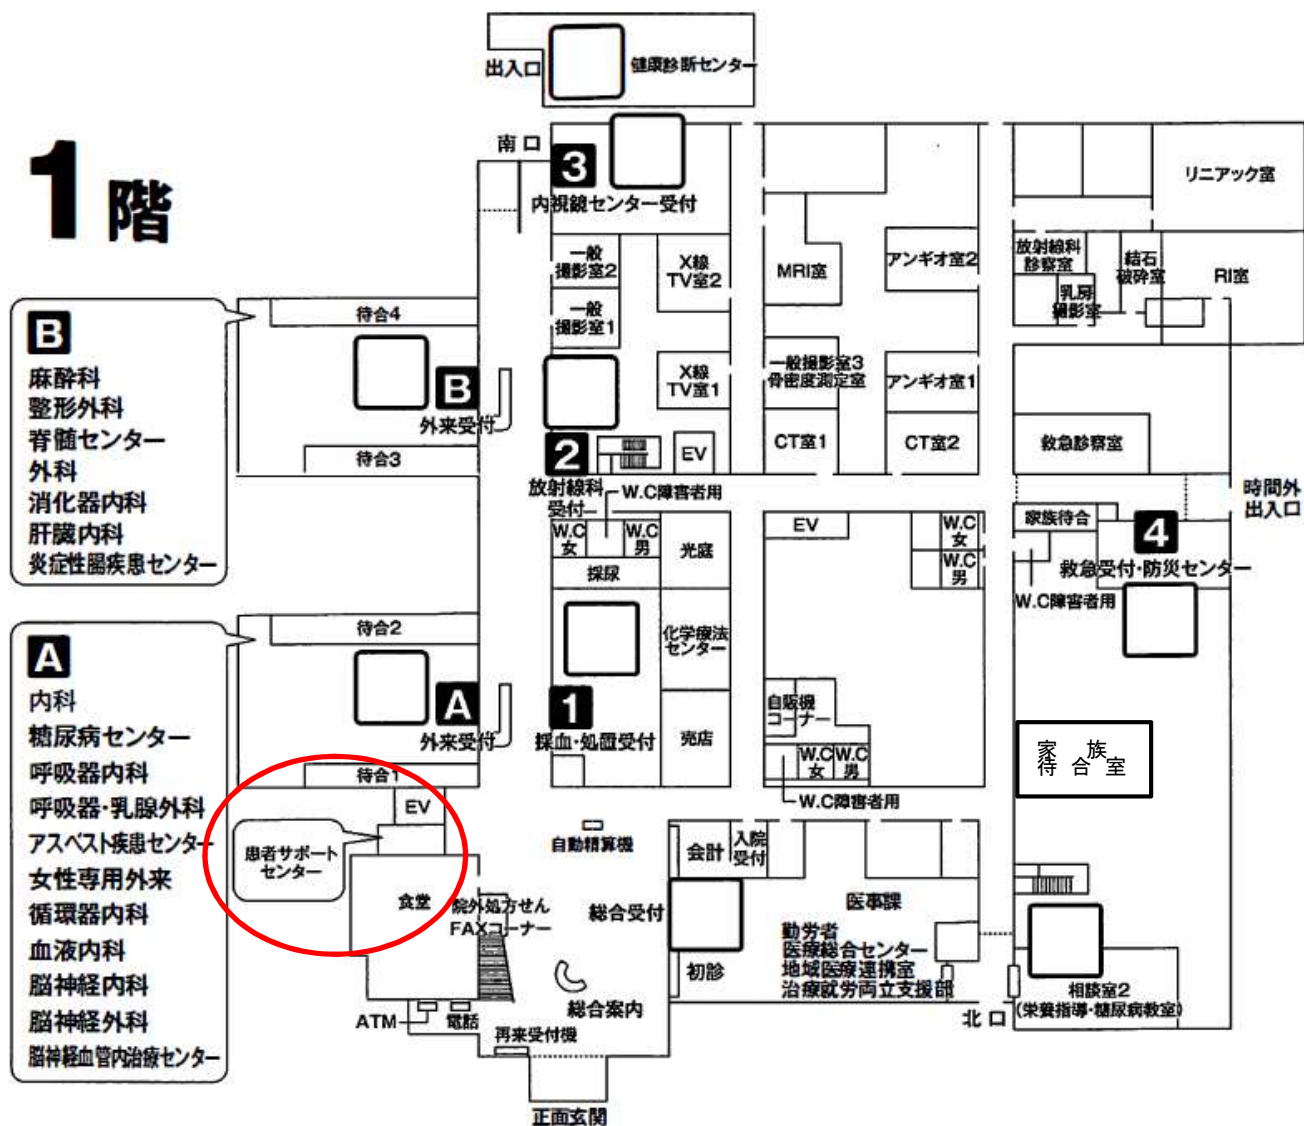 1階
出入口
健康診断センター
南口
3
内視鏡センター受付
リニアック室
一般
撮影室2
X線
TV室2
MRI室
アンギオ室2
放射線科
診察室
結石
破砕室
RI室
乳房
撮影室
一般
撮影室1
待合4
B
外来受付
待合3
X線
TV室1
一般撮影室3
骨密度測定室
アンギオ室1
2
放射線科
受付
EV
CT室1
CT室2
救急診察室
B
麻酔科
整形外科
脊髄センター
外科
消化器内科
肝臓内科
炎症性腸疾患センター
W.C障害者用
W.C
女
W.C
男
光庭
採尿
EV
W.C
女
W.C
男
家族待合
時間外
出入口
4
救急受付・防災センター
W.C障害者用
待合2
A
外来受付
待合1
化学療法
センター
1
採血・処置受付
売店
自販機
コーナー
W.C
女
W.C
男
W.C障害者用
家族
待合室
A
内科
糖尿病センター
呼吸器内科
呼吸器・乳腺外科
アスベスト疾患センター
女性専用外来
循環器内科
血液内科
脳神経内科
脳神経外科
脳神経血管内治療センター
EV
患者サポート
センター
食堂
自動精算機
会計
入院
受付
院外処方せん
FAXコーナー
総合受付
初診
医事課
勤労者
医療総合センター
地域医療連携室
治療就労両立支援部
総合案内
ATM
電話
再来受付機
北口
相談室2
(栄養指導・糖尿病教室)
正面玄関